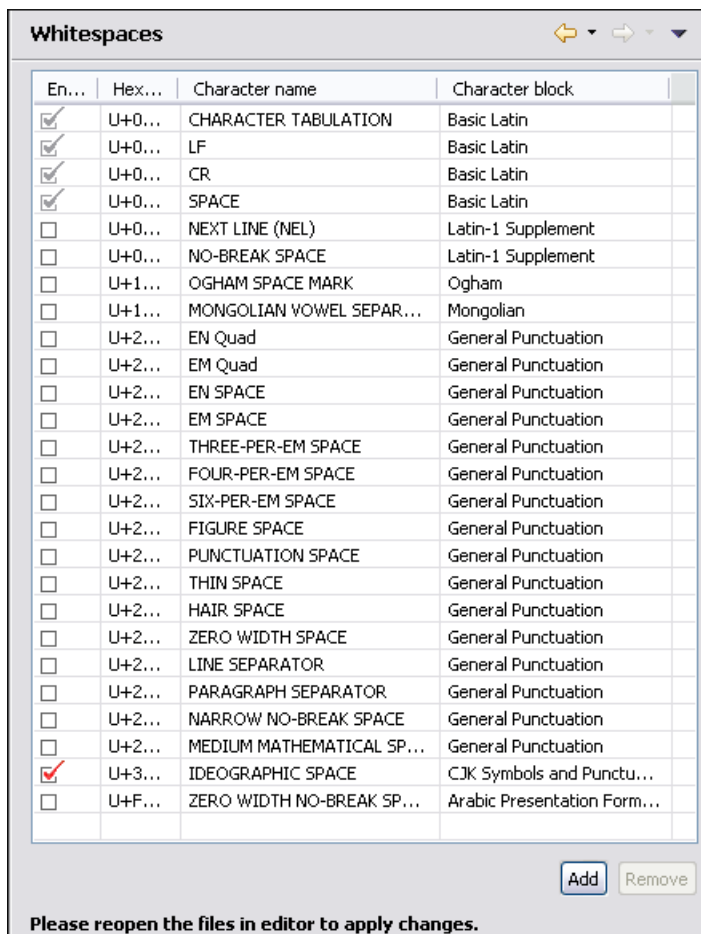 Whitespaces
En... Hex... Character name Character block
U+0... CHARACTER TABULATION Basic Latin
U+0... LF Basic Latin
U+0... CR Basic Latin
U+0... SPACE Basic Latin
U+0... NEXT LINE (NEL) Latin-1 Supplement
U+0... NO-BREAK SPACE Latin-1 Supplement
U+1... OGHAM SPACE MARK Ogham
U+1... MONGOLIAN VOWEL SEPAR... Mongolian
U+2... EN Quad General Punctuation
U+2... EM Quad General Punctuation
U+2... EN SPACE General Punctuation
U+2... EM SPACE General Punctuation
U+2... THREE-PER-EM SPACE General Punctuation
U+2... FOUR-PER-EM SPACE General Punctuation
U+2... SIX-PER-EM SPACE General Punctuation
U+2... FIGURE SPACE General Punctuation
U+2... PUNCTUATION SPACE General Punctuation
U+2... THIN SPACE General Punctuation
U+2... HAIR SPACE General Punctuation
U+2... ZERO WIDTH SPACE General Punctuation
U+2... LINE SEPARATOR General Punctuation
U+2... PARAGRAPH SEPARATOR General Punctuation
U+2... NARROW NO-BREAK SPACE General Punctuation
U+2... MEDIUM MATHEMATICAL SP... General Punctuation
U+3... IDEOGRAPHIC SPACE CJK Symbols and Punctu...
U+F... ZERO WIDTH NO-BREAK SP... Arabic Presentation Form...
Add Remove
Please reopen the files in editor to apply changes.